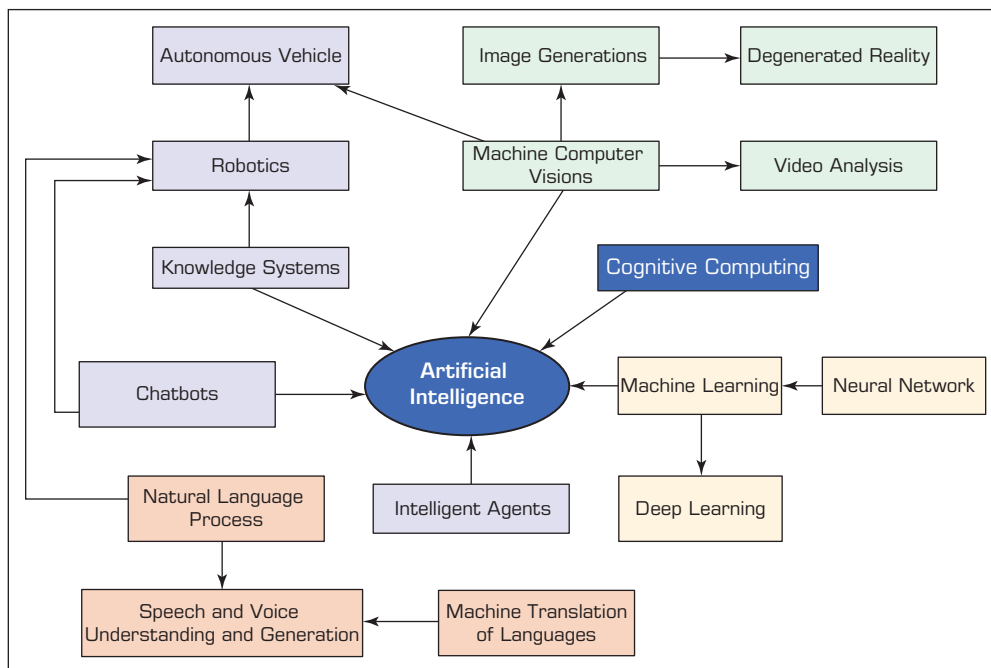 Autonomous Vehicle
Image Generations
Degenerated Reality
Robotics
Machine Computer
Visions
Video Analysis
Knowledge Systems
Cognitive Computing
Artificial
Intelligence
Chatbots
Machine Learning
Neural Network
Natural Language
Process
Intelligent Agents
Deep Learning
Speech and Voice
Understanding and Generation
Machine Translation
of Languages